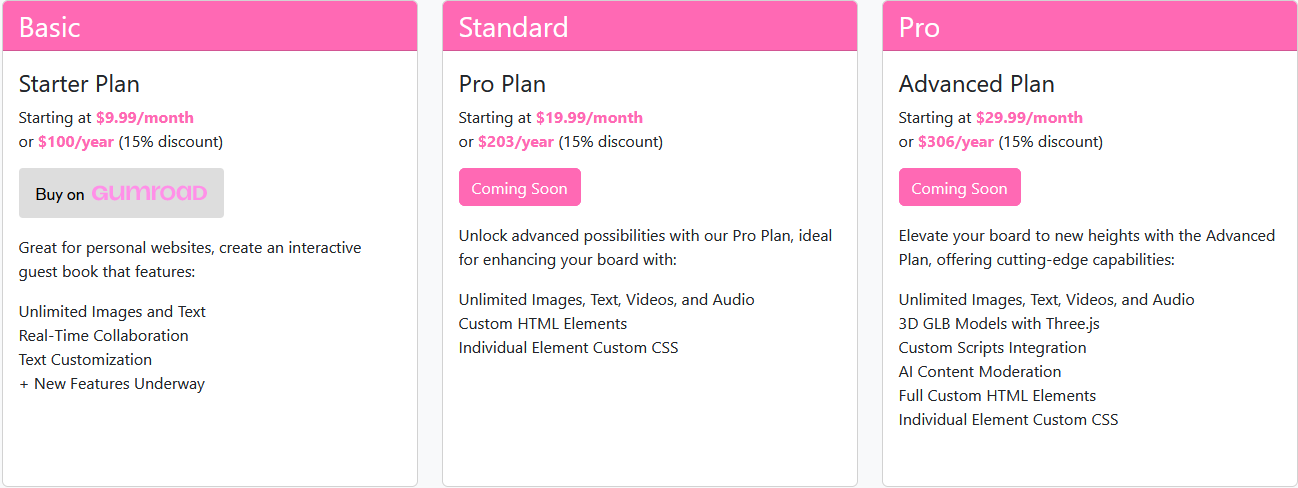 Basic
Starter Plan
Starting at $9.99/month
or $100/year (15% discount)
Buy on GUMROAD
Great for personal websites, create an interactive
guest book that features:
Unlimited Images and Text
Real-Time Collaboration
Text Customization
+ New Features Underway
Standard
Pro Plan
Starting at $19.99/month
or $203/year (15% discount)
Coming Soon
Unlock advanced possibilities with our Pro Plan, ideal
for enhancing your board with:
Unlimited Images, Text, Videos, and Audio
Custom HTML Elements
Individual Element Custom CSS
Pro
Advanced Plan
Starting at $29.99/month
or $306/year (15% discount)
Coming Soon
Elevate your board to new heights with the Advanced
Plan, offering cutting-edge capabilities:
Unlimited Images, Text, Videos, and Audio
3D GLB Models with Three.js
Custom Scripts Integration
AI Content Moderation
Full Custom HTML Elements
Individual Element Custom CSS